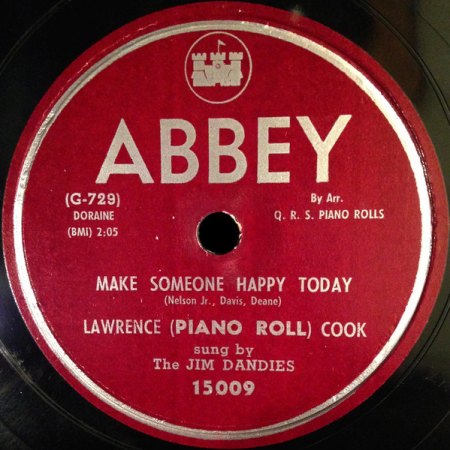 ABBEY
(G-729)
DORAINE
(BMI) 2:05
By Arr.
Q. R. S. PIANO ROLLS
MAKE SOMEONE HAPPY TODAY
(Nelson Jr., Davis, Deane)
LAWRENCE (PIANO ROLL) COOK
sung by
The JIM DANDIES
15009